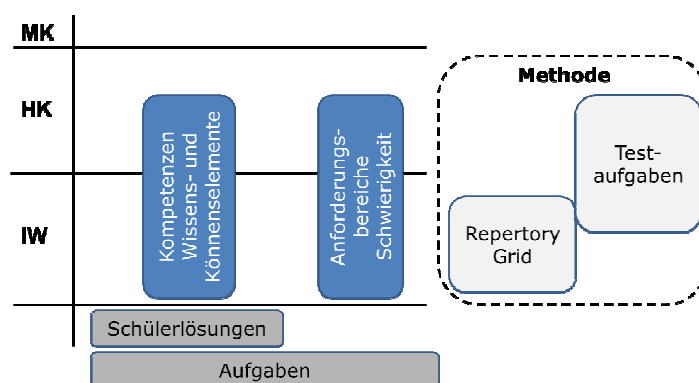 MK
HK
IW
Kompetenzen
Wissens- und
Könnenselemente
Anforderungs-
bereiche
Schwierigkeit
Methode
Test-
aufgaben
Repertory
Grid
Schülerlösungen
Aufgaben